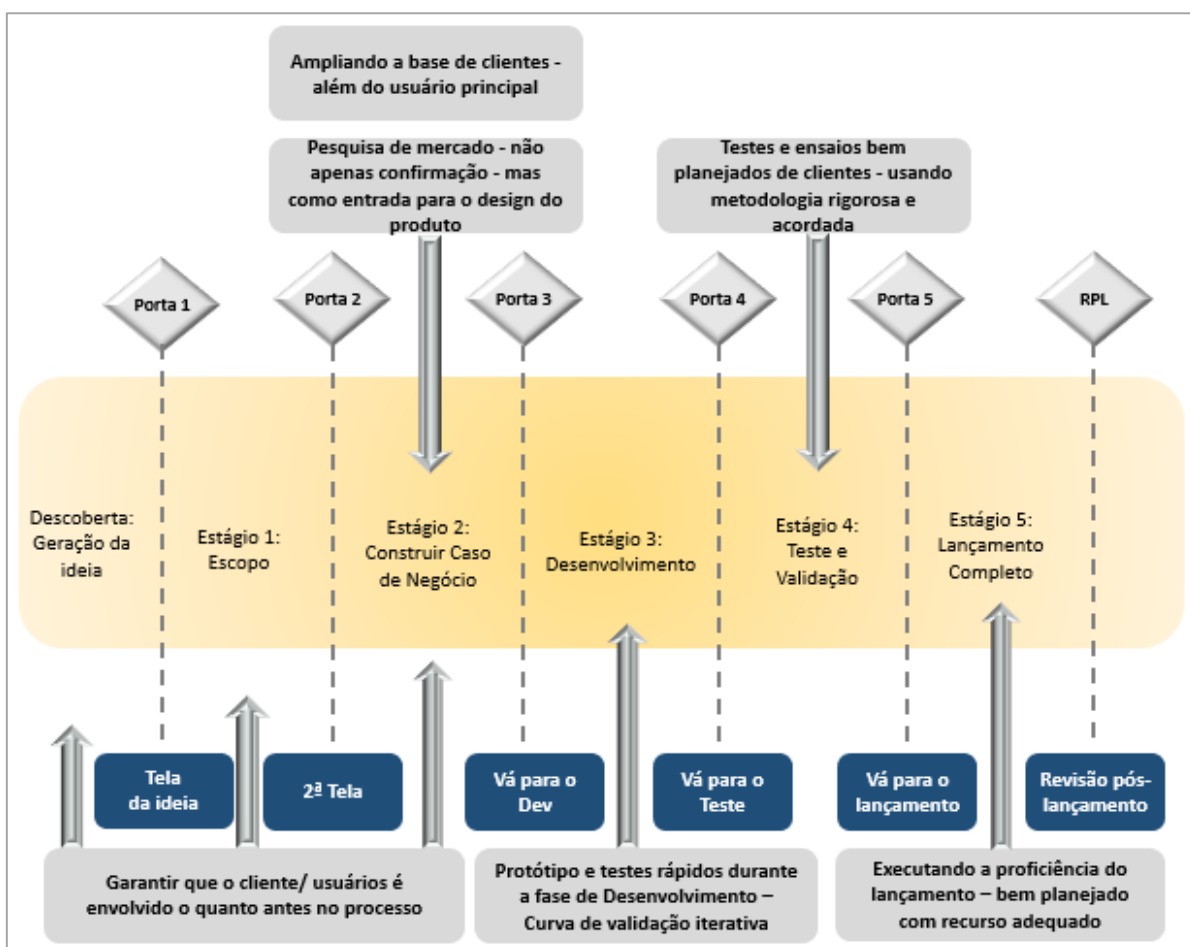 Ampliando a base de clientes -
além do usuário principal
Pesquisa de mercado - não
apenas confirmação - mas
como entrada para o design do
produto
Testes e ensaios bem
planejados de clientes - usando
metodologia rigorosa e
acordada
Porta 1
Porta 2
Porta 3
Porta 4
Porta 5
RPL
Descoberta:
Geração da
ideia
Estágio 1:
Escopo
Estágio 2:
Construir Caso
de Negócio
Estágio 3:
Desenvolvimento
Estágio 4:
Teste e
Validação
Estágio 5:
Lançamento
Completo
Tela
da ideia
2ª Tela
Vá para o
Dev
Vá para o
Teste
Vá para o
lançamento
Revisão pós-
lançamento
Garantir que o cliente/ usuários é
envolvido o quanto antes no processo
Protótipo e testes rápidos durante
a fase de Desenvolvimento –
Curva de validação iterativa
Executando a proficiência do
lançamento – bem planejado
com recurso adequado